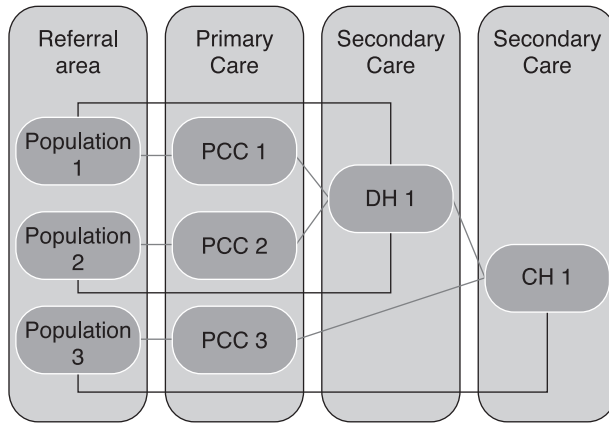 Referral
area
Primary
Care
Secondary
Care
Secondary
Care
Population
1
PCC 1
DH 1
Population
2
PCC 2
CH 1
Population
3
PCC 3